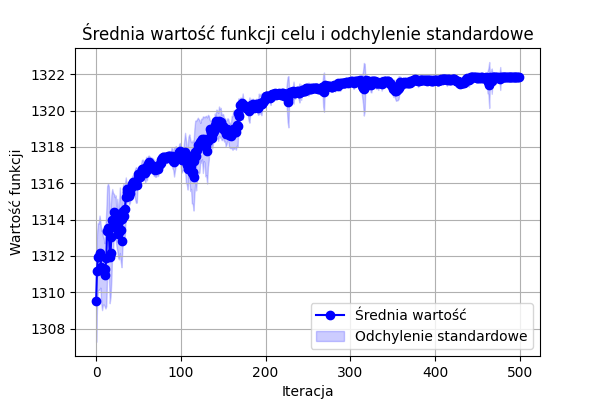 Średnia wartość funkcji celu i odchylenie standardowe
Wartość funkcji
1322
1320
1318
1316
1314
1312
1310
1308
Średnia wartość
Odchylenie standardowe
0
100
200
300
400
500
Iteracja